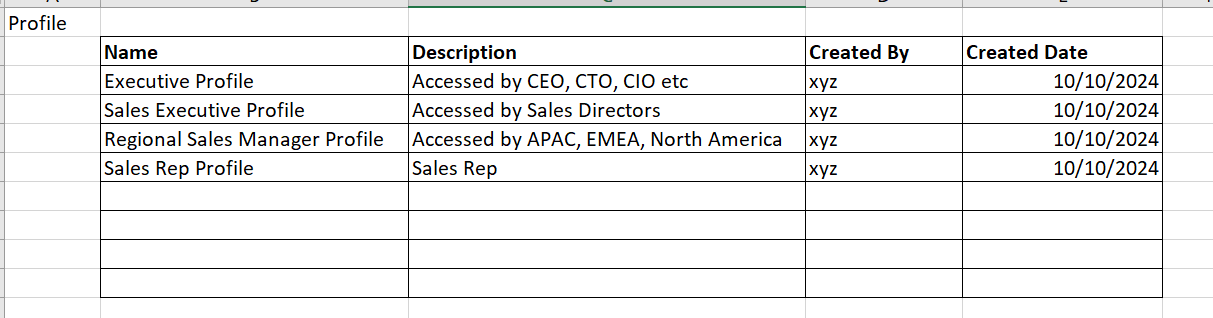 Profile
Name Description Created By Created Date
Executive Profile Accessed by CEO, CTO, CIO etc xyz 10/10/2024
Sales Executive Profile Accessed by Sales Directors xyz 10/10/2024
Regional Sales Manager Profile Accessed by APAC, EMEA, North America xyz 10/10/2024
Sales Rep Profile Sales Rep xyz 10/10/2024